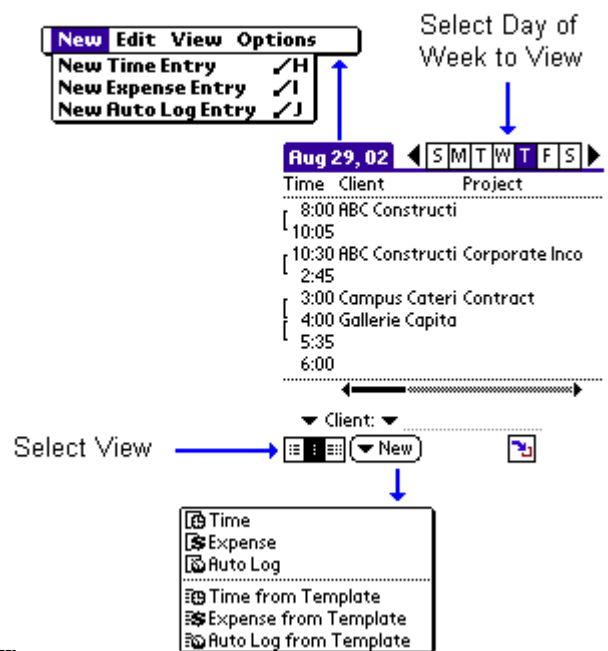 Select Day of
Week to View
New Edit View Options
New Time Entry /H
New Expense Entry /I
New Auto Log Entry /J
Aug 29, 02 S M T W T F S
Time Client Project
8:00 ABC Constructi
10:05
10:30 ABC Constructi Corporate Inco
2:45
3:00 Campus Cateri Contract
4:00 Gallerie Capita
5:35
6:00
Client:
Select View
New
Time
Expense
Auto Log
Time from Template
Expense from Template
Auto Log from Template